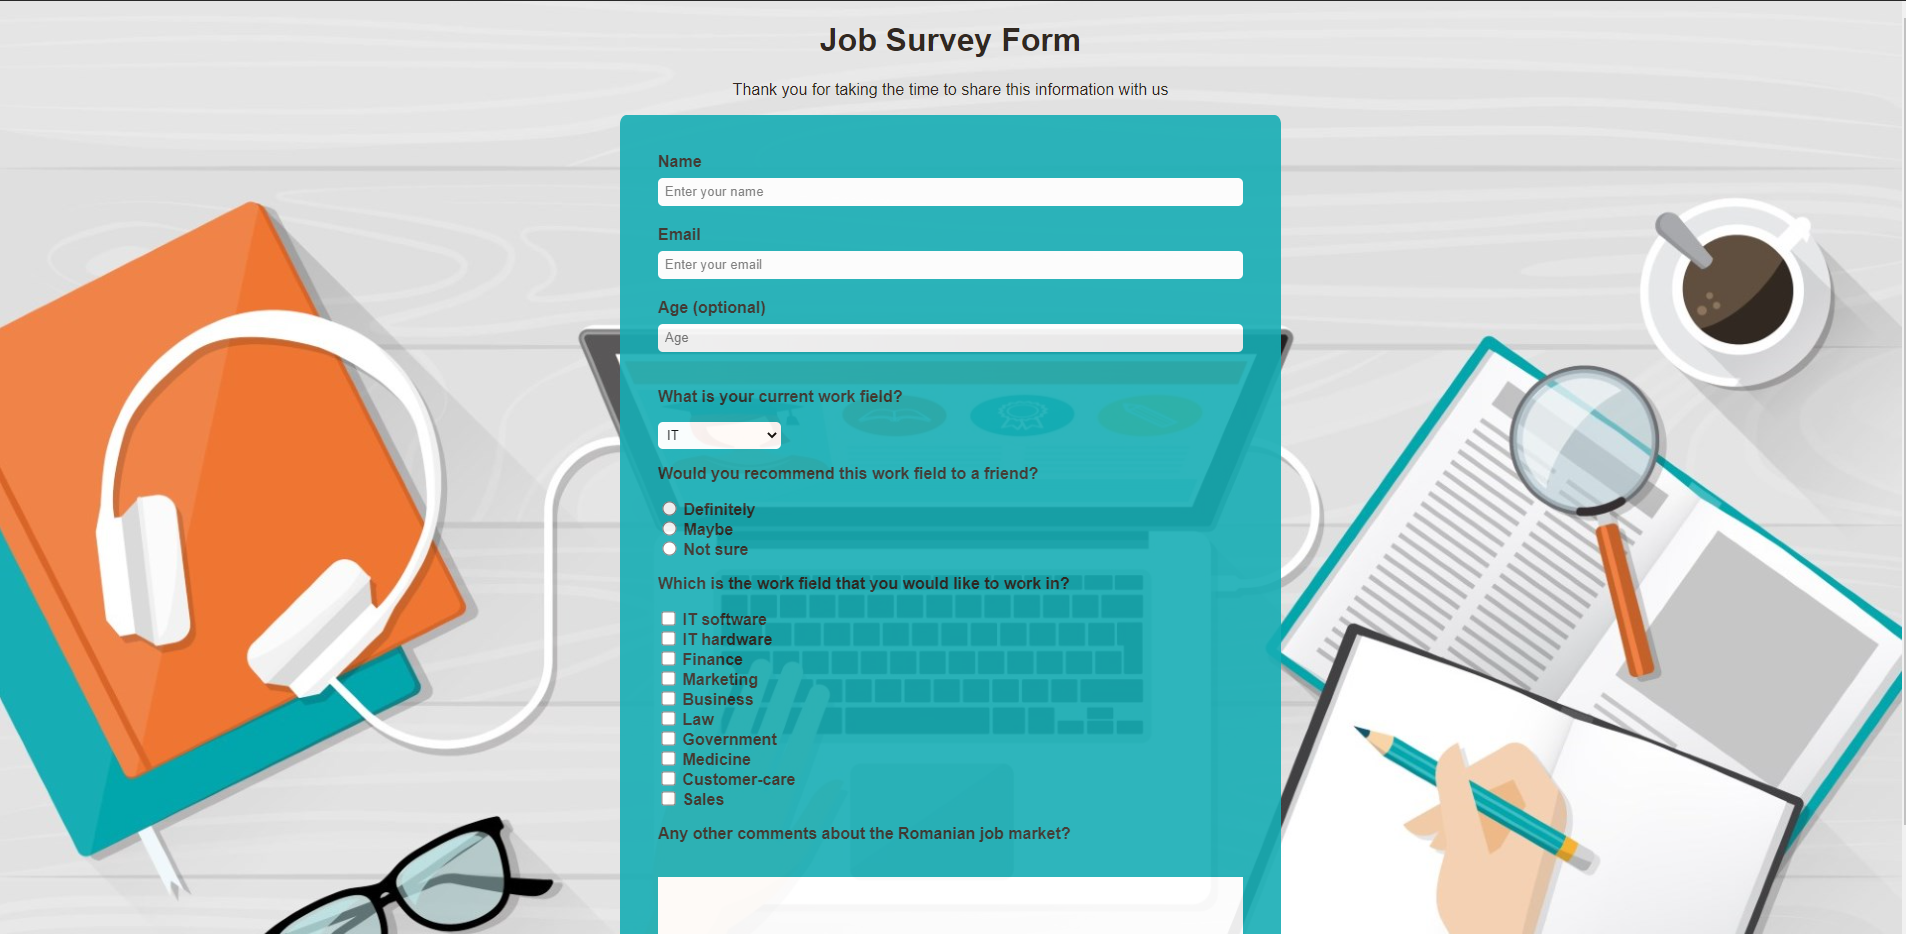 Job Survey Form
Thank you for taking the time to share this information with us
Name
Enter your name
Email
Enter your email
Age (optional)
Age
What is your current work field?
IT
Would you recommend this work field to a friend?
Definitely
Maybe
Not sure
Which is the work field that you would like to work in?
IT software
IT hardware
Finance
Marketing
Business
Law
Government
Medicine
Customer-care
Sales
Any other comments about the Romanian job market?